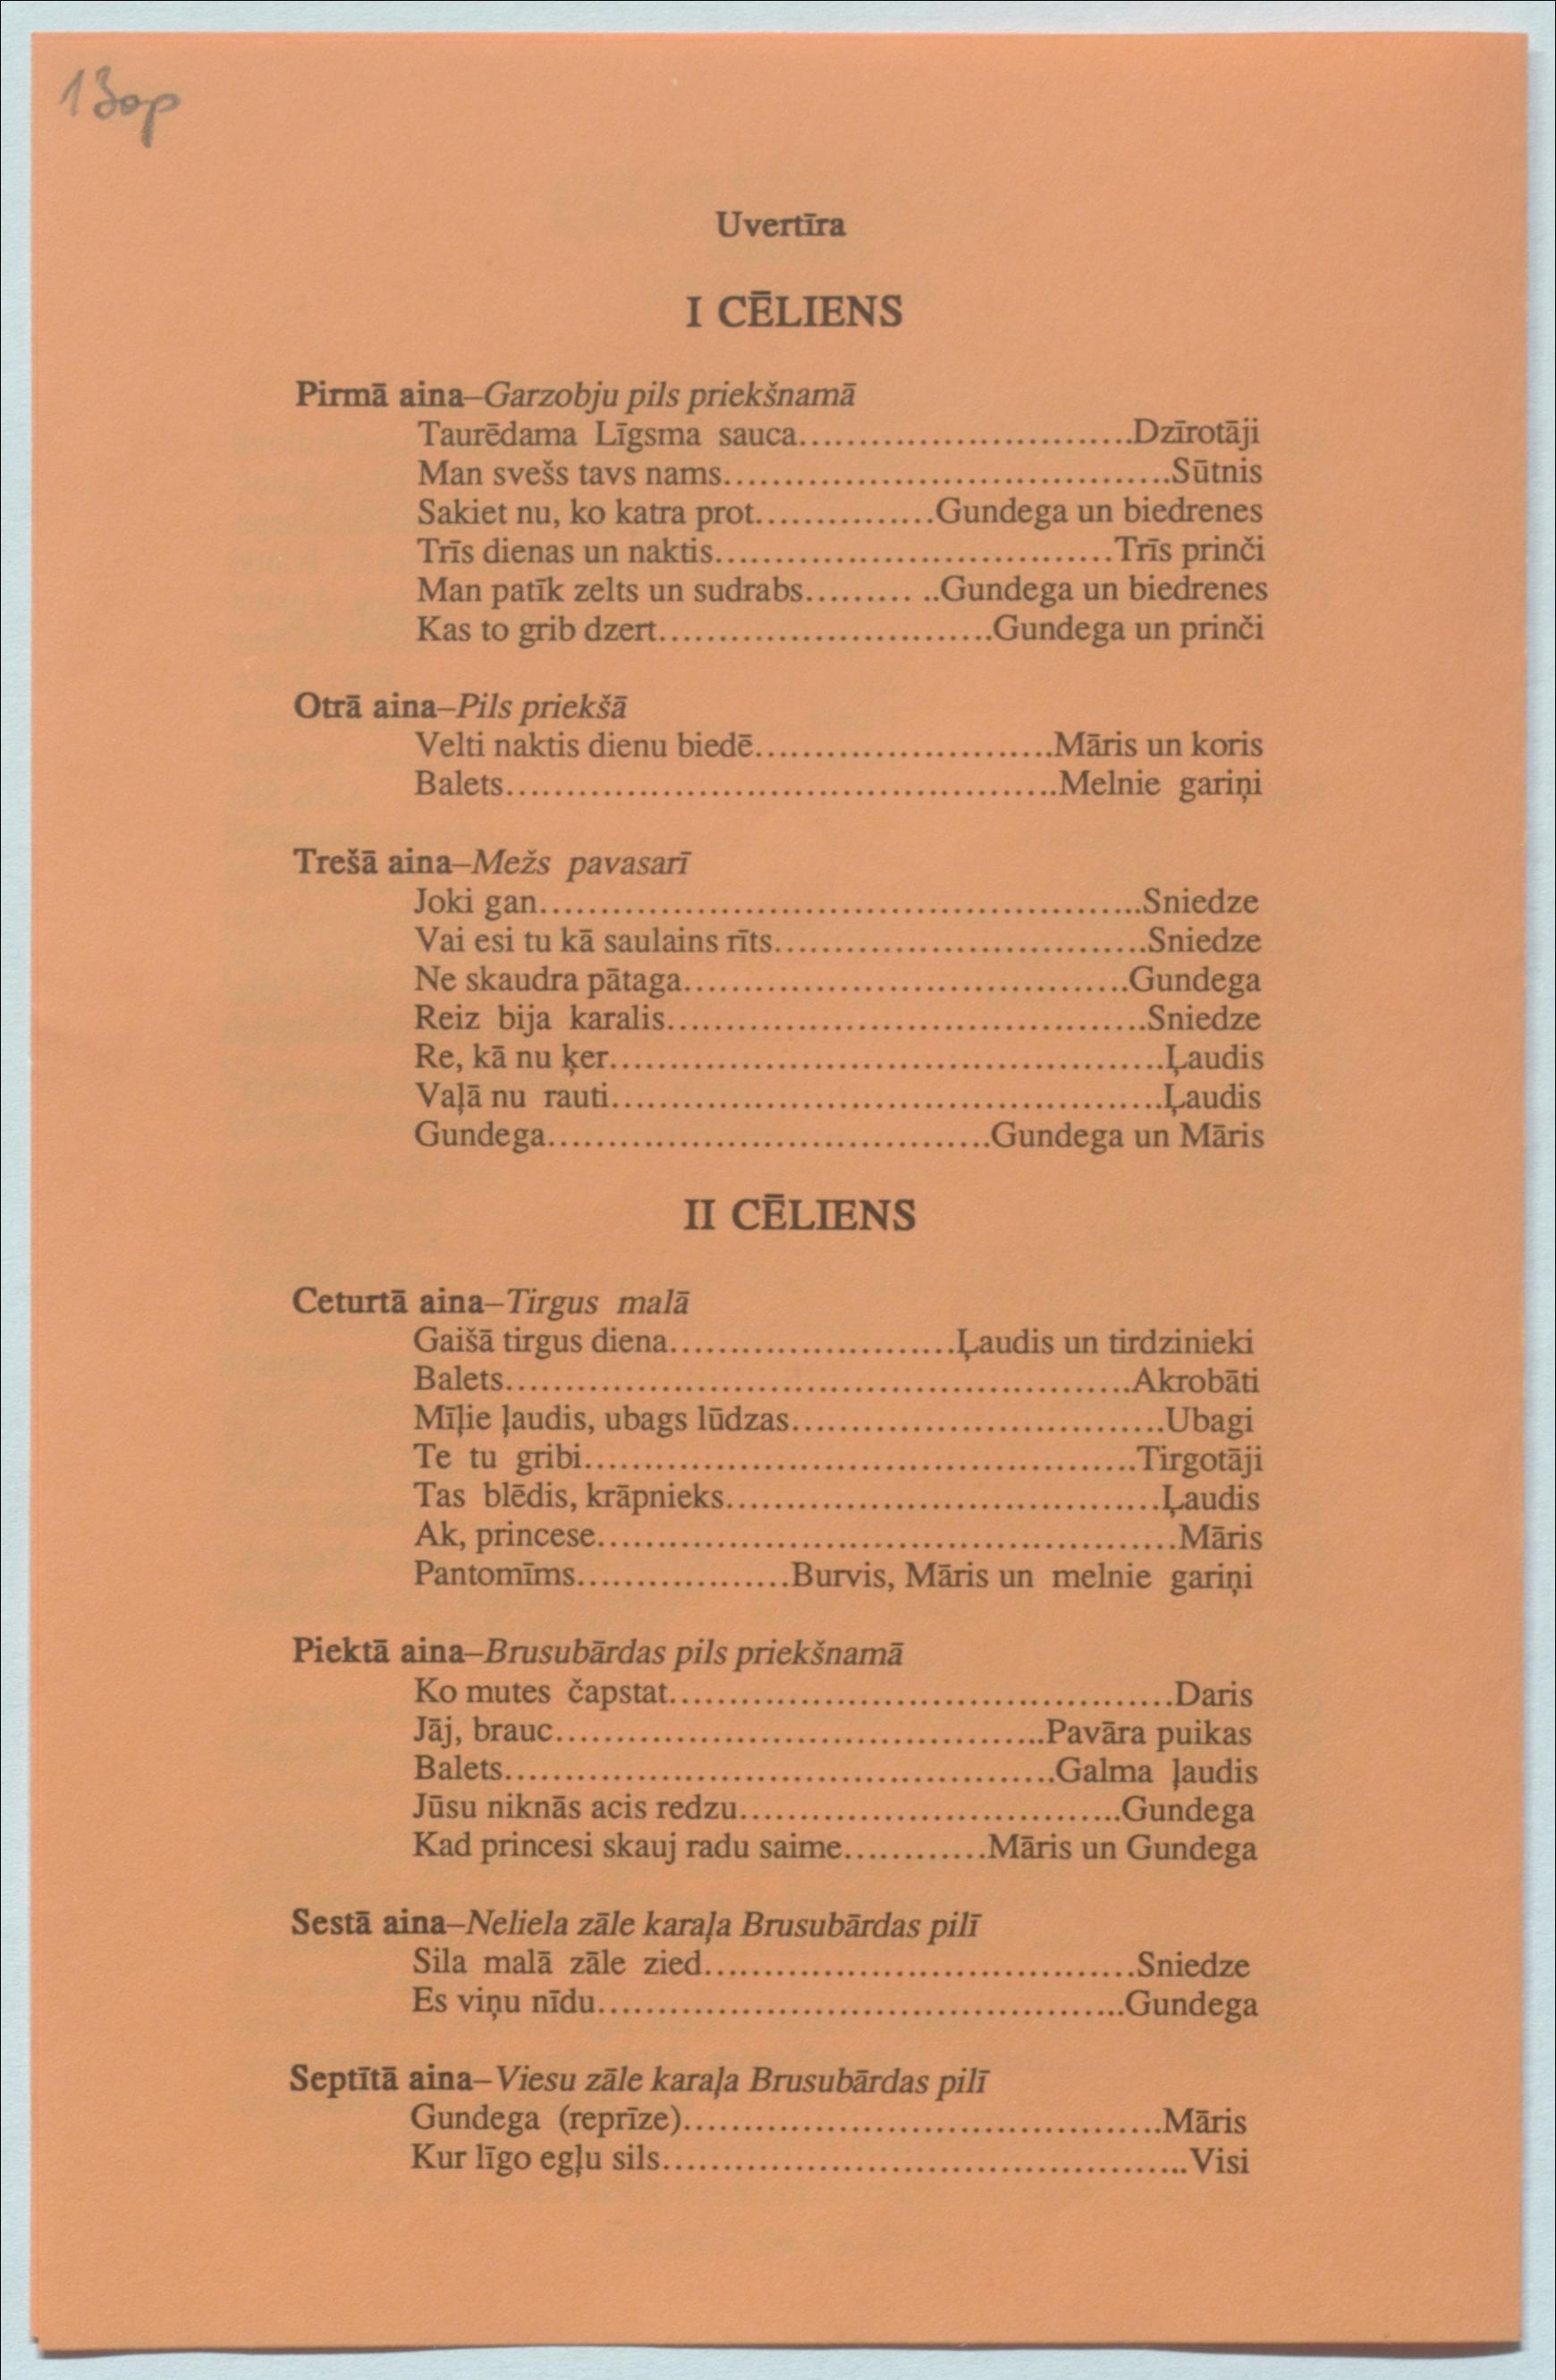 13op
Uvertīra
I CĒLIENS
Pirmā aina–Garzobju pils priekšnamā
Taurēdama Līgsma sauca............................Dzīrotāji
Man svešs tavs nams.....................................Sūtnis
Sakiet nu, ko katra prot...............Gundega un biedrenes
Trīs dienas un naktis.................................Trīs prinči
Man patīk zelts un sudrabs......... ..Gundega un biedrenes
Kas to grib dzert............................Gundega un prinči
Otrā aina–Pils priekšā
Velti naktis dienu biedē.........................Māris un koris
Balets..............................................Melnie gariņi
Trešā aina–Mežs pavasarī
Joki gan..................................................Sniedze
Vai esi tu kā saulains rīts...............................Sniedze
Ne skaudra pātaga.....................................Gundega
Reiz bija karalis........................................Sniedze
Re, kā nu ķer..............................................Ļaudis
Vaļā nu rauti..............................................Ļaudis
Gundega.....................................Gundega un Māris
II CĒLIENS
Ceturtā aina–Tirgus malā
Gaišā tirgus diena........................Ļaudis un tirdzinieki
Balets....................................................Akrobāti
Mīļie ļaudis, ubags lūdzas...............................Ubagi
Te tu gribi..............................................Tirgotāji
Tas blēdis, krāpnieks....................................Ļaudis
Ak, princese................................................Māris
Pantomīms..................Burvis, Māris un melnie gariņi
Piektā aina–Brusubārdas pils priekšnamā
Ko mutes čapstat..........................................Daris
Jāj, brauc.........................................Pavāra puikas
Balets..............................................Galma ļaudis
Jūsu niknās acis redzu................................Gundega
Kad princesi skauj radu saime............Māris un Gundega
Sestā aina–Neliela zāle karaļa Brusubārdas pilī
Sila malā zāle zied....................................Sniedze
Es viņu nīdu............................................Gundega
Septītā aina–Viesu zāle karaļa Brusubārdas pilī
Gundega (reprīze)........................................Māris
Kur līgo egļu sils............................................Visi